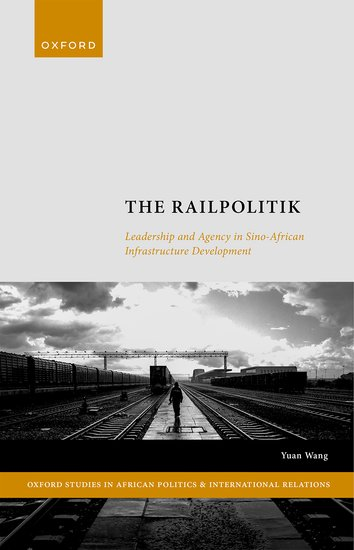 OXFORD
THE RAILPOLITIK
Leadership and Agency in Sino-African
Infrastructure Development
Yuan Wang
OXFORD STUDIES IN AFRICAN POLITICS & INTERNATIONAL RELATIONS